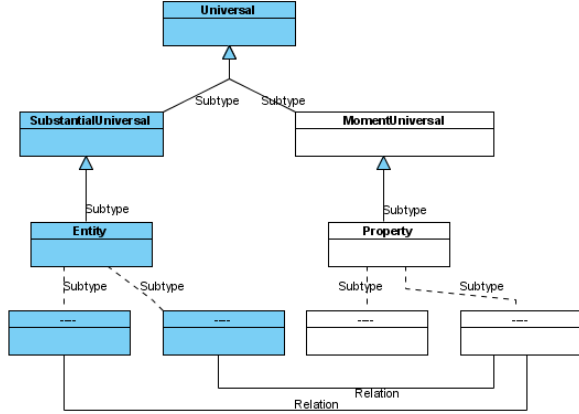 Universal
Subtype
Subtype
SubstantialUniversal
MomentUniversal
Subtype
Subtype
Entity
Property
Subtype
Subtype
Subtype
Subtype
----
----
----
----
Relation
Relation